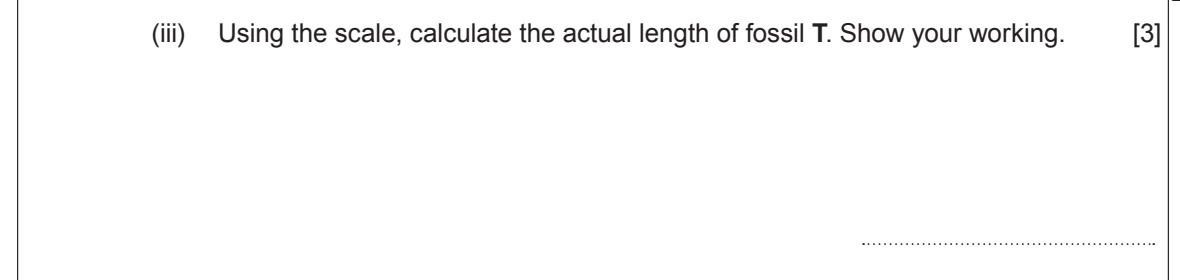 (iii) Using the scale, calculate the actual length of fossil T. Show your working. [3]